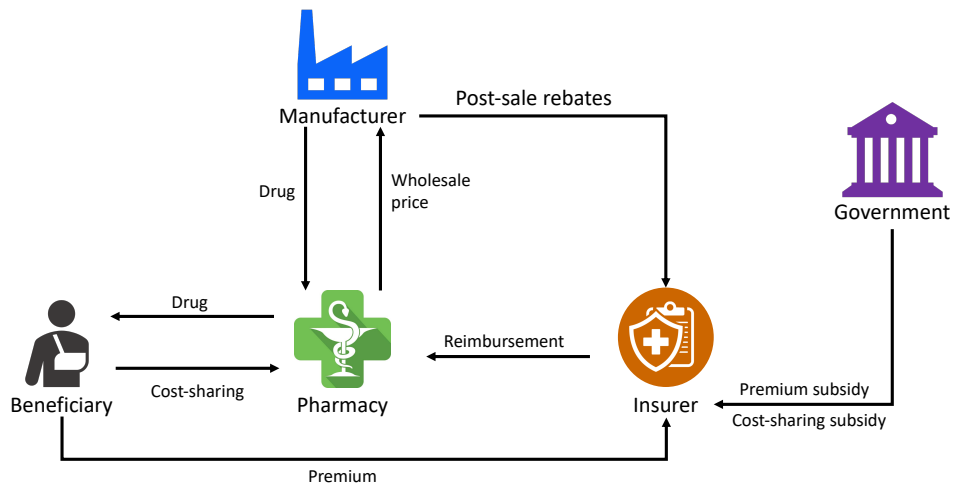 Manufacturer
Post-sale rebates
Drug
Wholesale
price
Government
Drug
Reimbursement
Cost-sharing
Beneficiary
Pharmacy
Insurer
Premium subsidy
Cost-sharing subsidy
Premium